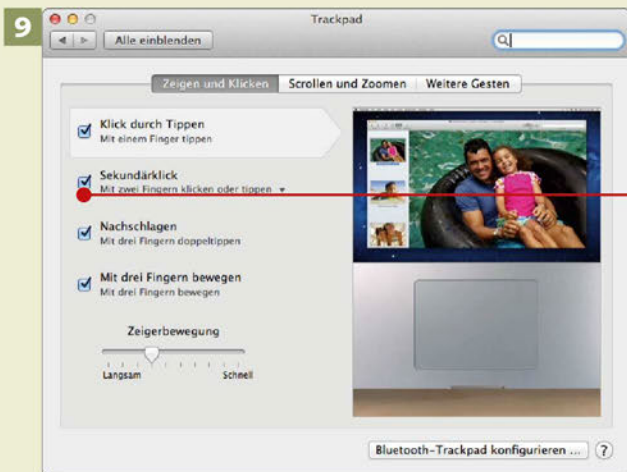 9
Trackpad
Alle einblenden
Zeigen und Klicken Scrollen und Zoomen Weitere Gesten
Klick durch Tippen
Mit einem Finger tippen
Sekundärklick
Mit zwei Fingern klicken oder tippen
Nachschlagen
Mit drei Fingern doppeltippen
Mit drei Fingern bewegen
Mit drei Fingern bewegen
Zeigerbewegung
Langsam Schnell
Bluetooth-Trackpad konfigurieren ... ?